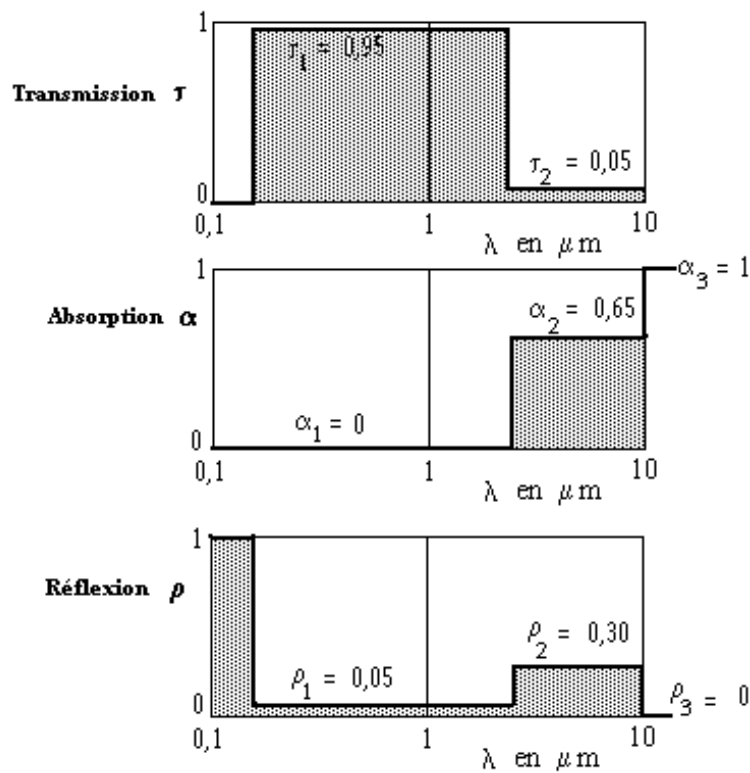 1
τ1 = 0,95
Transmission τ
τ2 = 0,05
0
0,1 1 10
λ en μm
1
α3 = 1
Absorption α
α2 = 0,65
α1 = 0
0
0,1 1 10
λ en μm
1
Réflexion ρ
ρ2 = 0,30
ρ1 = 0,05
ρ3 = 0
0
0,1 1 10
λ en μm